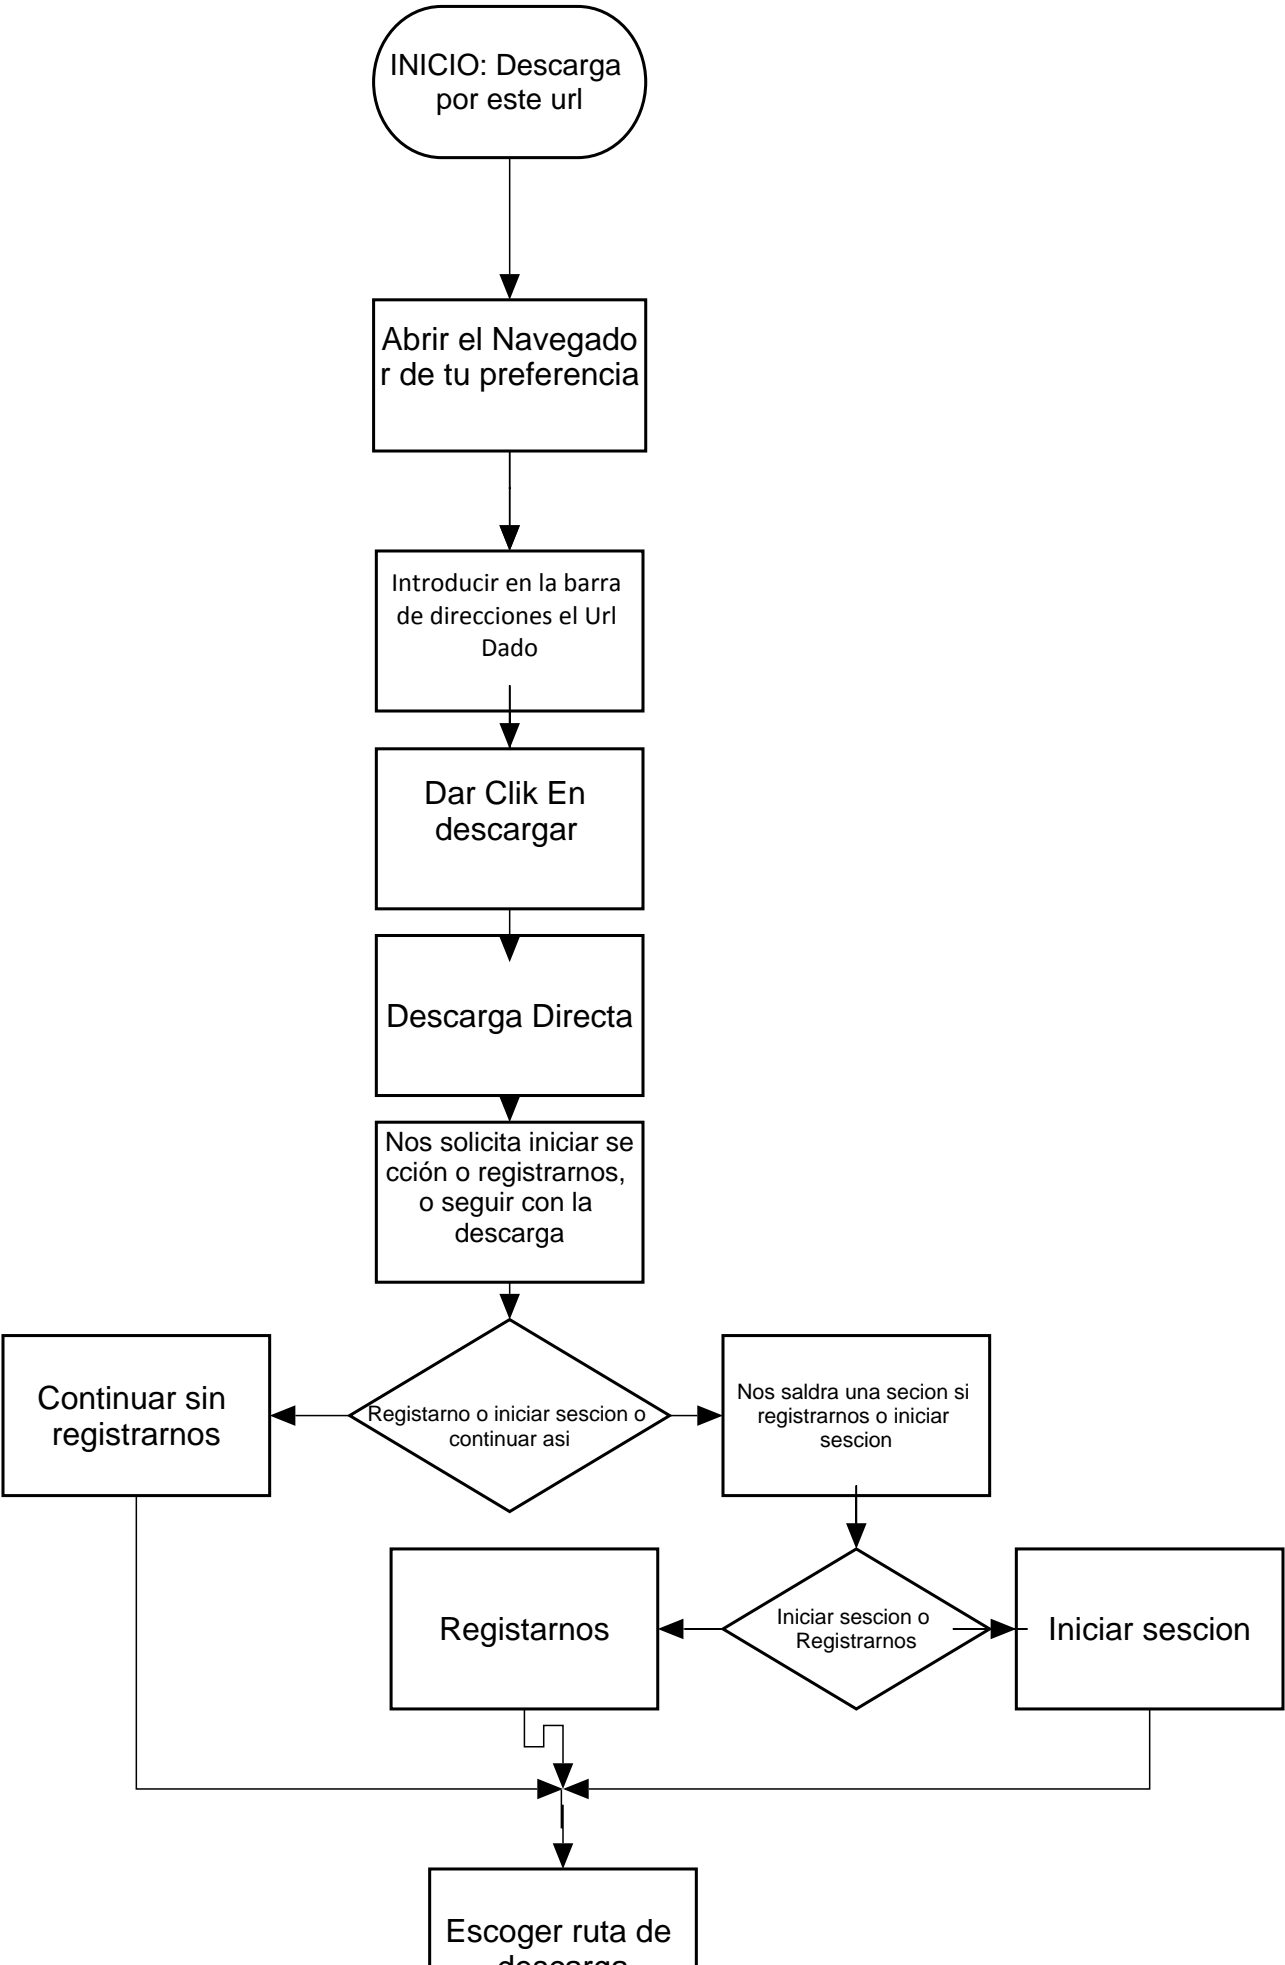 INICIO: Descarga
por este url
Abrir el Navegado
r de tu preferencia
Introducir en la barra
de direcciones el Url
Dado
Dar Clik En
descargar
Descarga Directa
Nos solicita iniciar se
cción o registrarnos,
o seguir con la
descarga
Continuar sin
registrarnos
Registarno o iniciar sescion o
continuar asi
Nos saldra una secion si
registrarnos o iniciar
sescion
Registarnos
Iniciar sescion o
Registrarnos
Iniciar sescion
Escoger ruta de
descarga